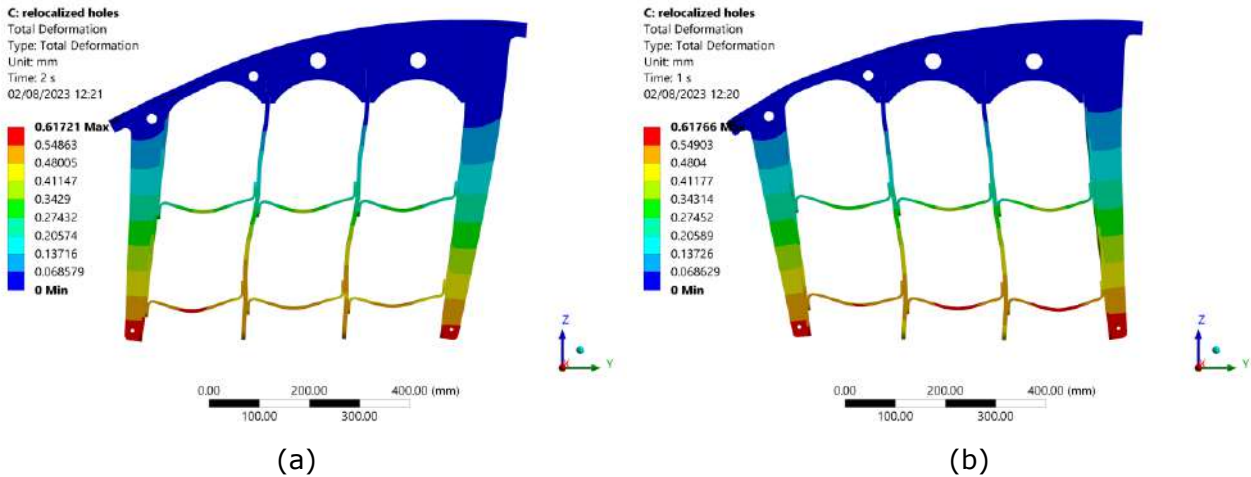 C: relocalized holes
Total Deformation
Type: Total Deformation
Unit: mm
Time: 2 s
02/08/2023 12:21
0.61721 Max
0.54863
0.48005
0.41147
0.3429
0.27432
0.20574
0.13716
0.068579
0 Min
Z
Y
X
0.00 200.00 400.00 (mm)
100.00 300.00
(a)
C: relocalized holes
Total Deformation
Type: Total Deformation
Unit: mm
Time: 1 s
02/08/2023 12:20
0.61766
0.54903
0.4804
0.41177
0.34314
0.27452
0.20589
0.13726
0.068629
0 Min
Z
Y
X
0.00 200.00 400.00 (mm)
100.00 300.00
(b)